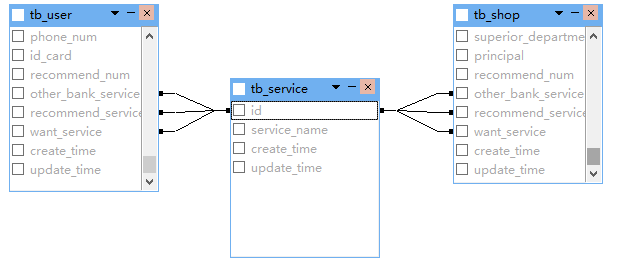 tb_user
phone_num
id_card
recommend_num
other_bank_service
recommend_service
want_service
create_time
update_time
tb_service
id
service_name
create_time
update_time
tb_shop
superior_departme
principal
recommend_num
other_bank_service
recommend_service
want_service
create_time
update_time